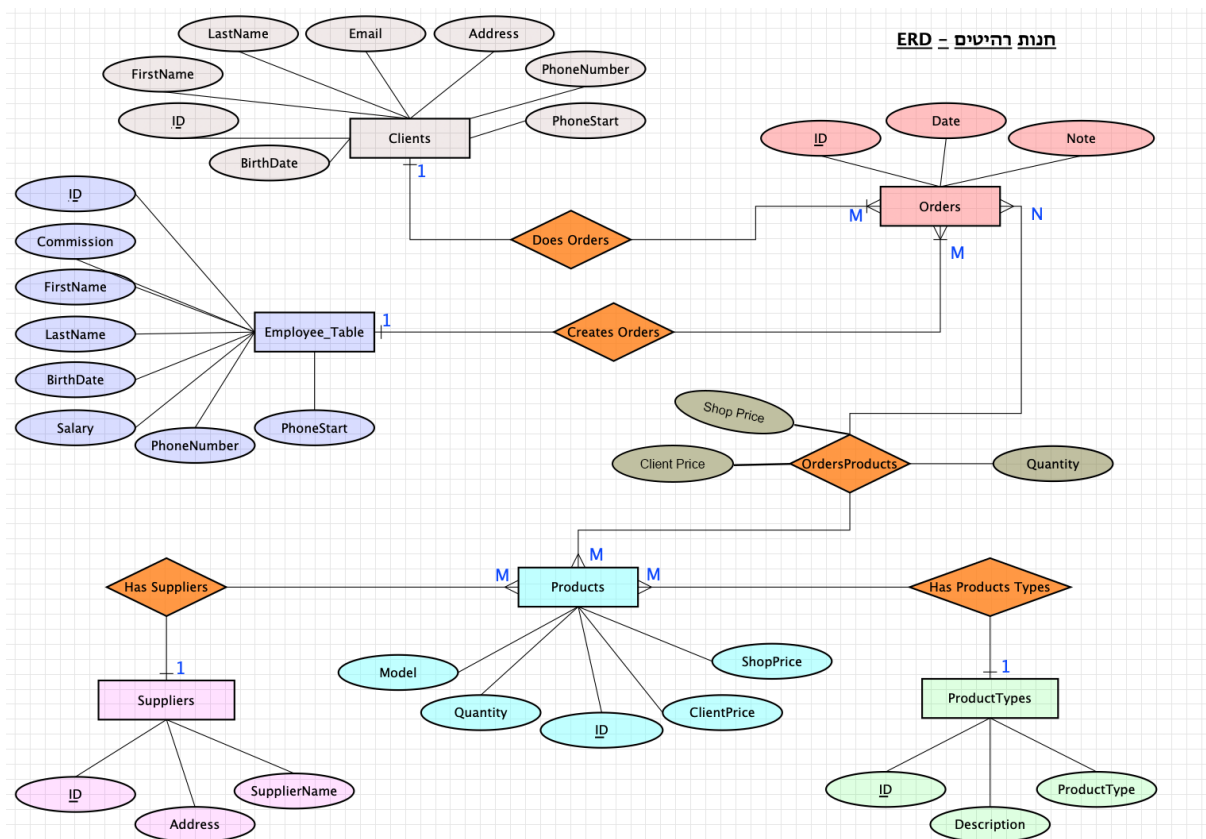 חנות רהיטים - ERD
LastName
Email
Address
FirstName
PhoneNumber
ID
PhoneStart
Clients
BirthDate
1
ID
Date
Note
Orders
M
N
M
Does Orders
ID
Commission
FirstName
LastName
BirthDate
Salary
PhoneNumber
PhoneStart
Employee_Table
1
Creates Orders
Shop Price
Client Price
OrdersProducts
Quantity
M
M
M
Has Suppliers
Products
Has Products Types
1
1
Suppliers
Model
Quantity
ID
ClientPrice
ShopPrice
ProductTypes
ID
Address
SupplierName
ID
Description
ProductType